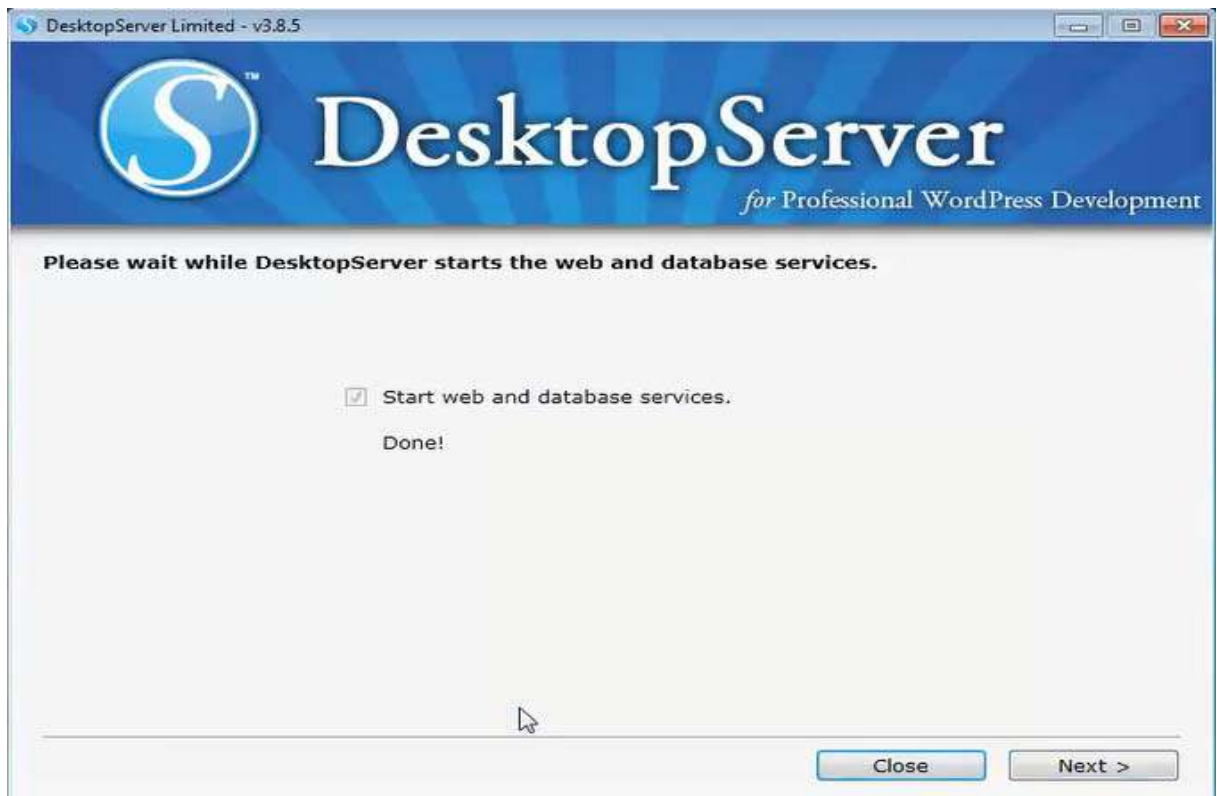 DesktopServer Limited - v3.8.5
S™ DesktopServer
for Professional WordPress Development
Please wait while DesktopServer starts the web and database services.
Start web and database services.
Done!
Close Next >